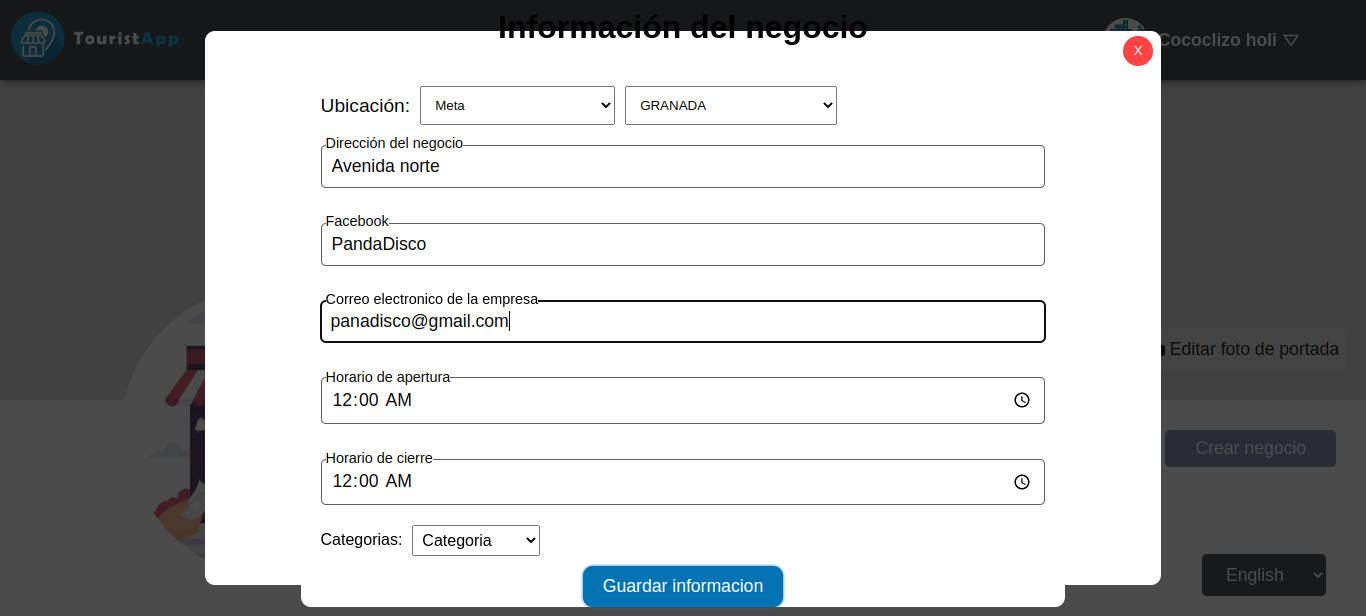 Información del negocio
TouristApp
Cococlizo holi ▽
X
Ubicación: Meta GRANADA
Dirección del negocio
Avenida norte
Facebook
PandaDisco
Correo electronico de la empresa
panadisco@gmail.com
Editar foto de portada
Horario de apertura
12:00 AM
Crear negocio
Horario de cierre
12:00 AM
Categorias: Categoria
English
Guardar informacion